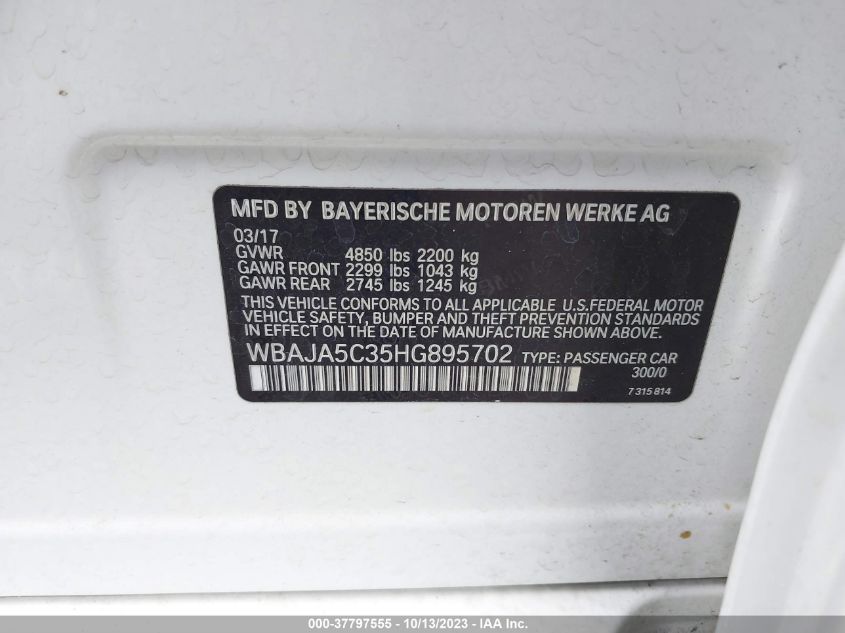 MFD BY BAYERISCHE MOTOREN WERKE AG
03/17
GVWR 4850 lbs 2200 kg
GAWR FRONT 2299 lbs 1043 kg
GAWR REAR 2745 lbs 1245 kg
THIS VEHICLE CONFORMS TO ALL APPLICABLE U.S.FEDERAL MOTOR
VEHICLE SAFETY, BUMPER AND THEFT PREVENTION STANDARDS
IN EFFECT ON THE DATE OF MANUFACTURE SHOWN ABOVE.
WBAJA5C35HG895702 TYPE: PASSENGER CAR
300/0
7 315 814
000-37797555 - 10/13/2023 - © IAA, Inc.